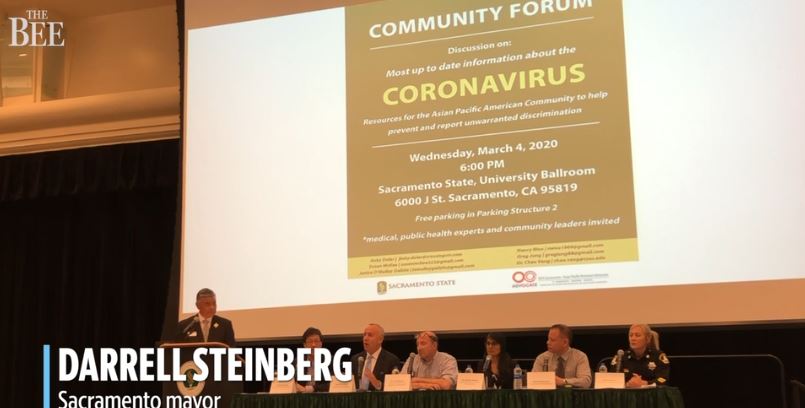 THE
BEE
COMMUNITY FORUM
Discussion on:
Most up to date information about the
CORONAVIRUS
Resources for the Asian Pacific American Community to help
prevent and report unwarranted discrimination
Wednesday, March 4, 2020
6:00 PM
Sacramento State, University Ballroom
6000 J St. Sacramento, CA 95819
Free parking in Parking Structure 2
*medical, public health experts and community leaders invited
SACRAMENTO STATE
ADVOCATE
DARRELL STEINBERG
Sacramento mayor